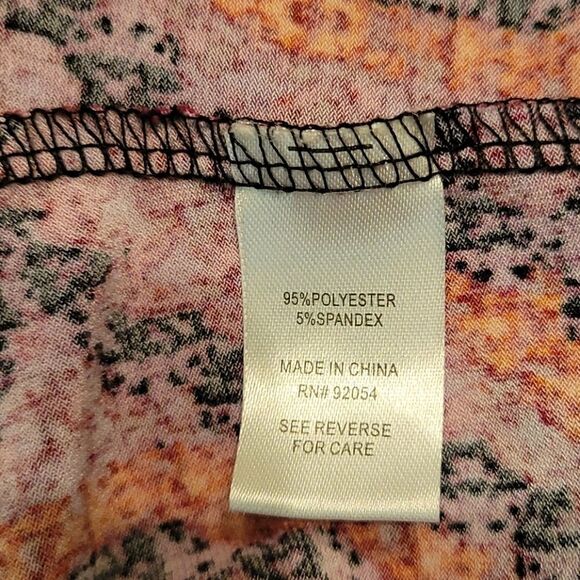 95%POLYESTER
5%SPANDEX
MADE IN CHINA
RN# 92054
SEE REVERSE
FOR CARE